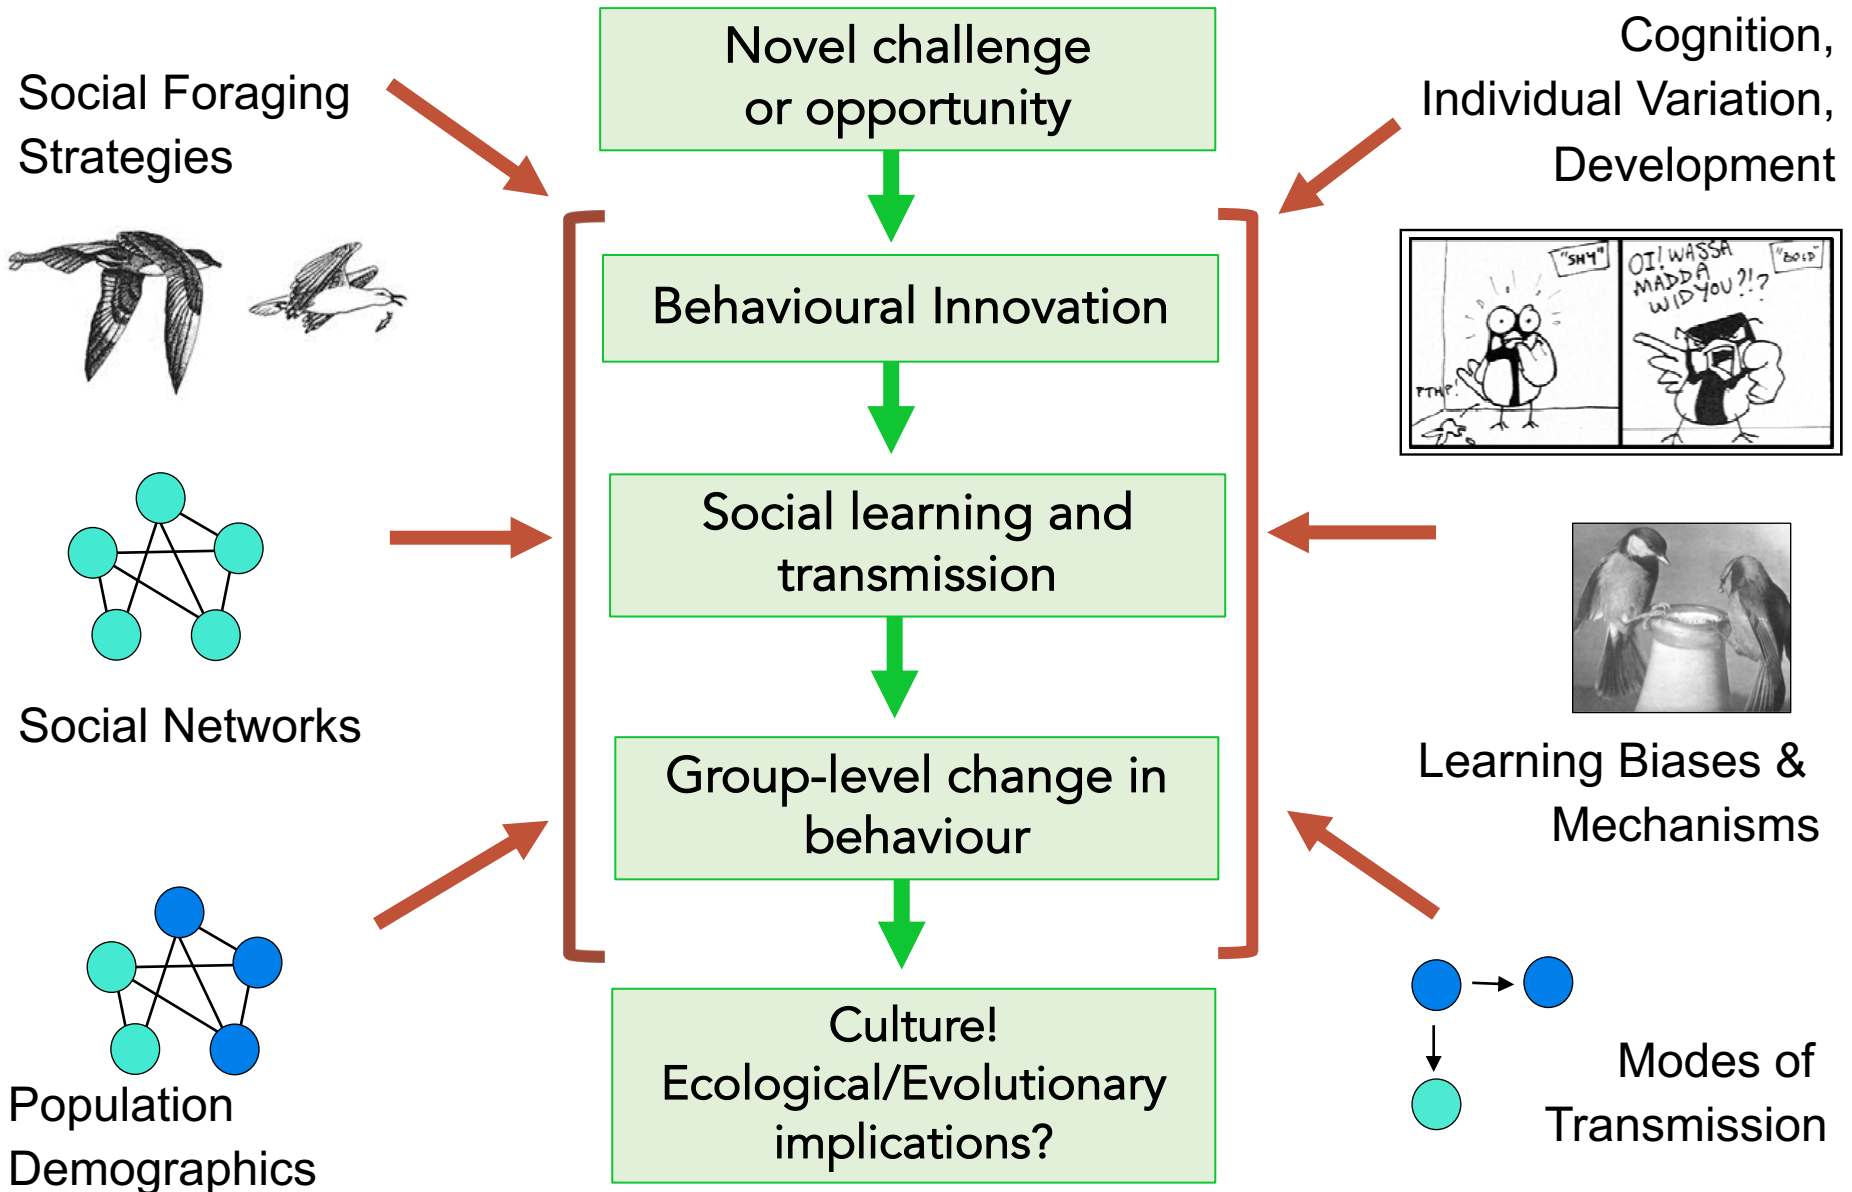 Novel challenge
or opportunity
Social Foraging
Strategies
Cognition,
Individual Variation,
Development
Behavioural Innovation
"SHY"
PTHP!
OI! WASSA
MADDA
WID YOU?!?
"BOLD"
Social learning and
transmission
Social Networks
Learning Biases &
Mechanisms
Group-level change in
behaviour
Population
Demographics
Culture!
Ecological/Evolutionary
implications?
Modes of
Transmission